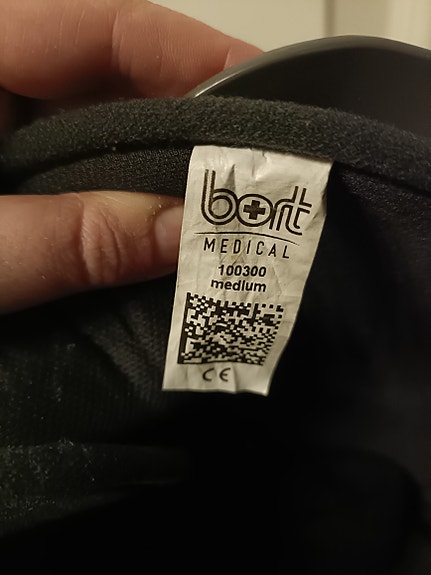 bort
MEDICAL
100300
medium
CE